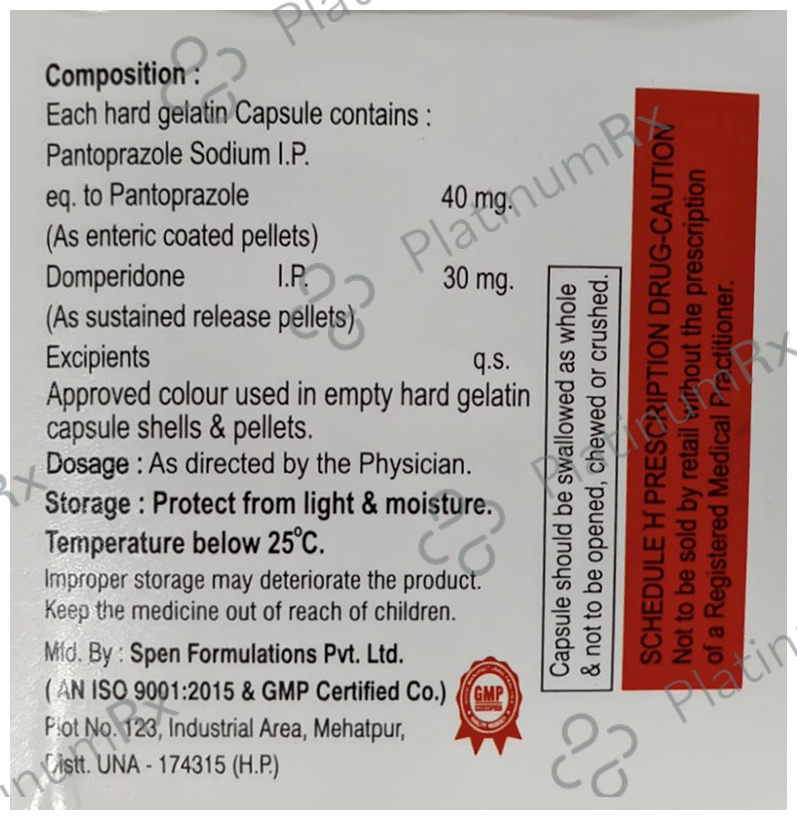 Composition :
Each hard gelatin Capsule contains :
Pantoprazole Sodium I.P.
eq. to Pantoprazole 40 mg.
(As enteric coated pellets)
Domperidone I.P. 30 mg.
(As sustained release pellets)
Excipients q.s.
Approved colour used in empty hard gelatin
capsule shells & pellets.
Dosage : As directed by the Physician.
Storage : Protect from light & moisture.
Temperature below 25°C.
Improper storage may deteriorate the product.
Keep the medicine out of reach of children.
Mfd. By : Spen Formulations Pvt. Ltd.
( AN ISO 9001:2015 & GMP Certified Co.)
Plot No. 123, Industrial Area, Mehatpur,
Distt. UNA - 174315 (H.P.)
GMP
CERTIFIED
Capsule should be swallowed as whole
& not to be opened, chewed or crushed.
SCHEDULE H PRESCRIPTION DRUG-CAUTION
Not to be sold by retail without the prescription
of a Registered Medical Practitioner.
PlatinumRx
PlatinumRx